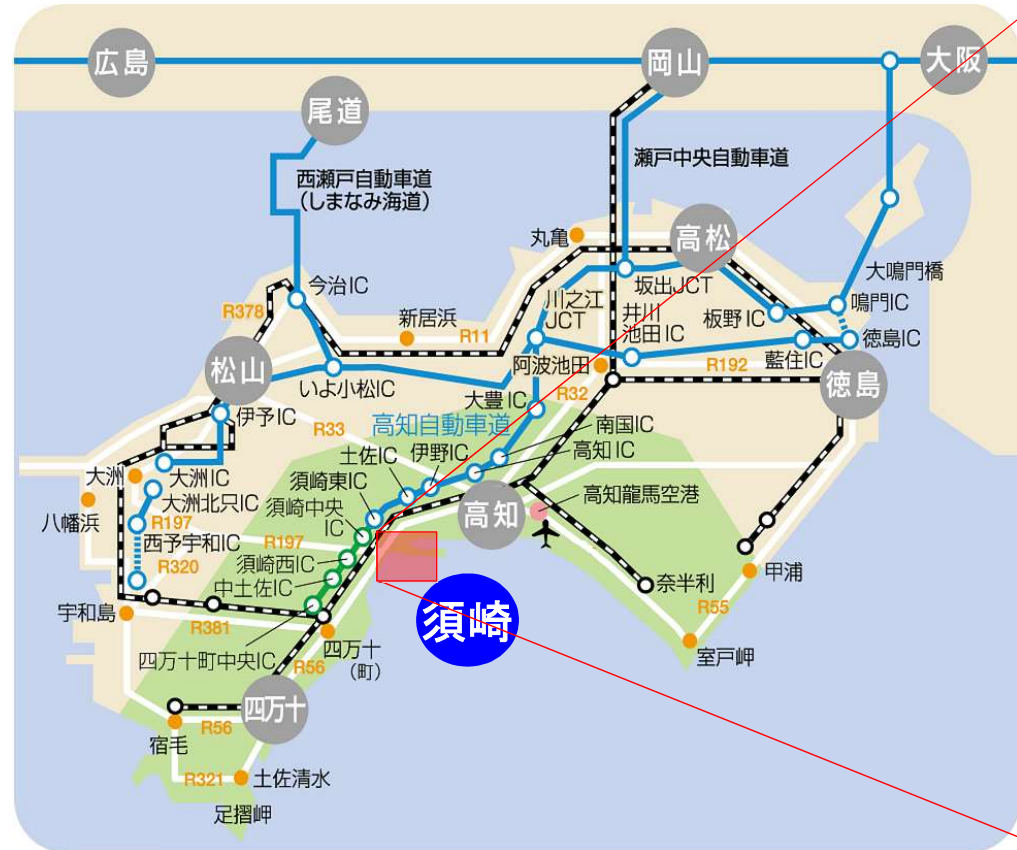 広島
岡山
大阪
尾道
西瀬戸自動車道
(しまなみ海道)
瀬戸中央自動車道
丸亀
高松
大鳴門橋
今治IC
川之江
JCT
坂出JCT
井川
池田IC
板野IC
鳴門IC
R378
新居浜
R11
徳島IC
藍住IC
松山
いよ小松IC
阿波池田
R192
徳島
大豊IC
R32
伊予IC
R33
高知自動車道
南国IC
土佐IC
伊野IC
高知IC
大洲
大洲IC
須崎東IC
大洲北只IC
須崎中央
IC
高知
高知龍馬空港
八幡浜
R197
西予宇和IC
R197
須崎西IC
R320
中土佐IC
奈半利
甲浦
宇和島
R381
須崎
R55
四万十町中央IC
四万十
(町)
R56
室戸岬
四万十
R56
宿毛
R321
土佐清水
足摺岬